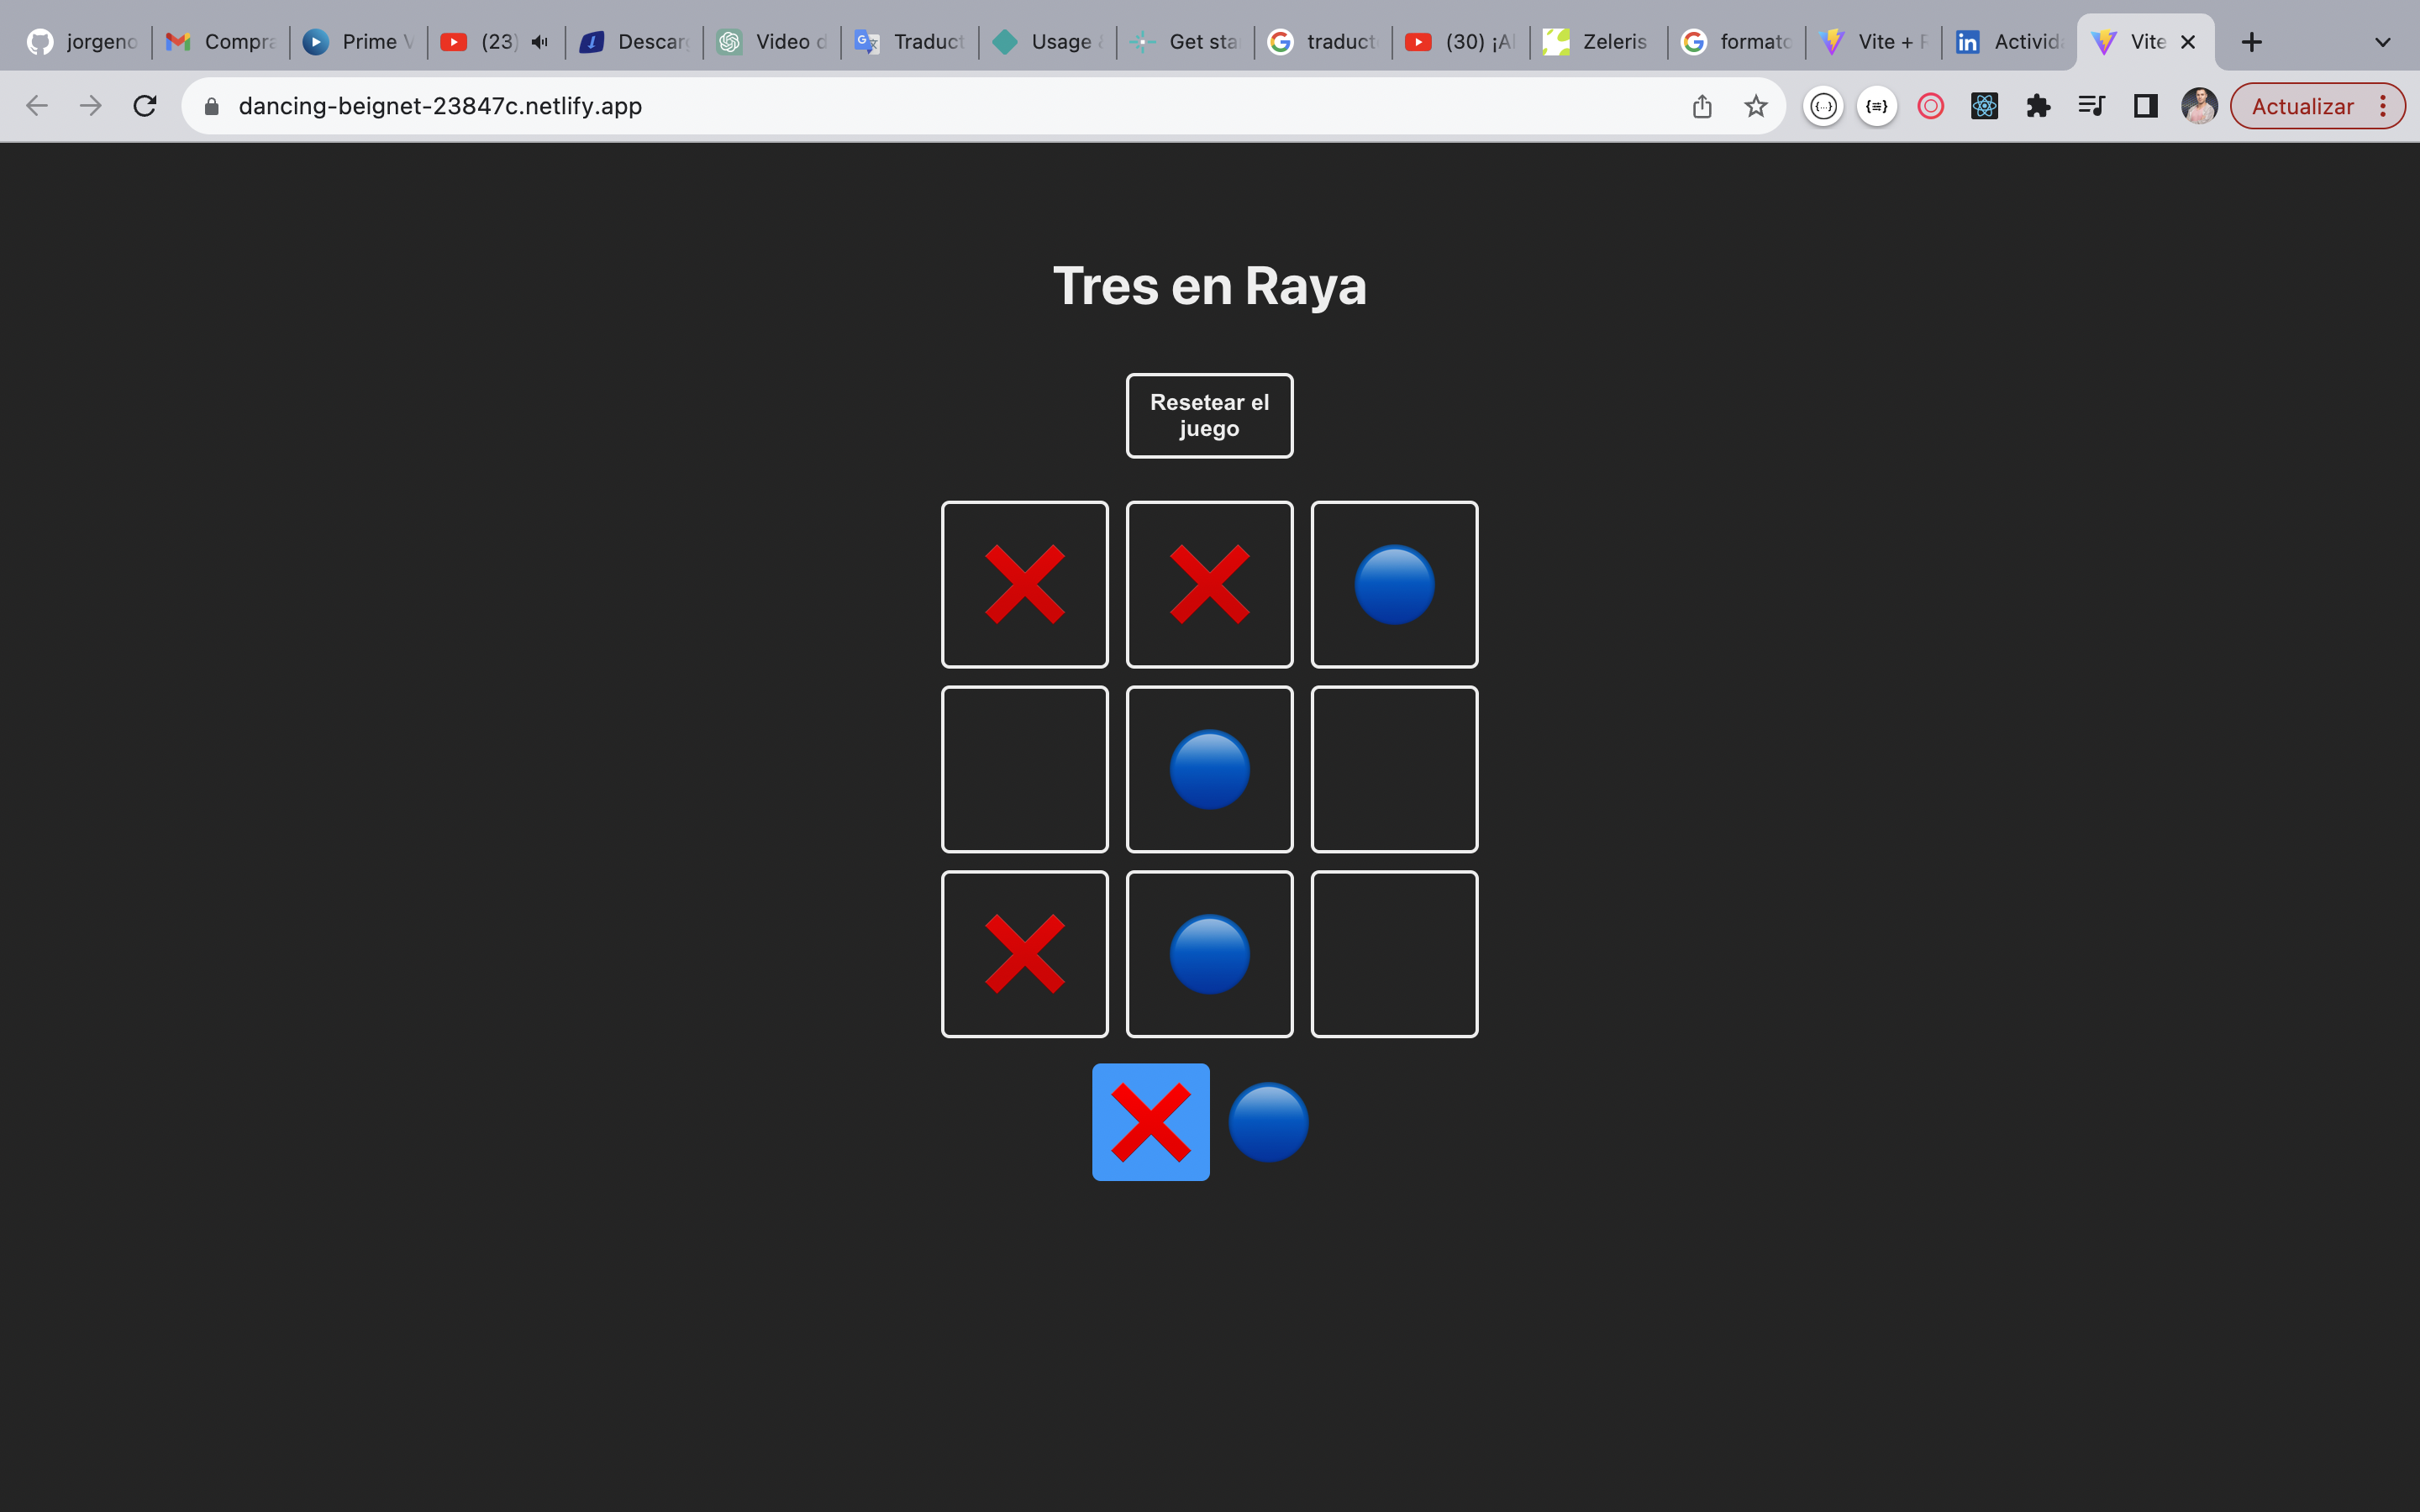 jorgeno
Compra
Prime V
(23)
Descarg
Video d
Traduct
Usage &
Get sta
traduct
(30) ¡Al
Zeleris
formato
Vite +
Activid
Vite
dancing-beignet-23847c.netlify.app
Actualizar
Tres en Raya
Resetear el
juego